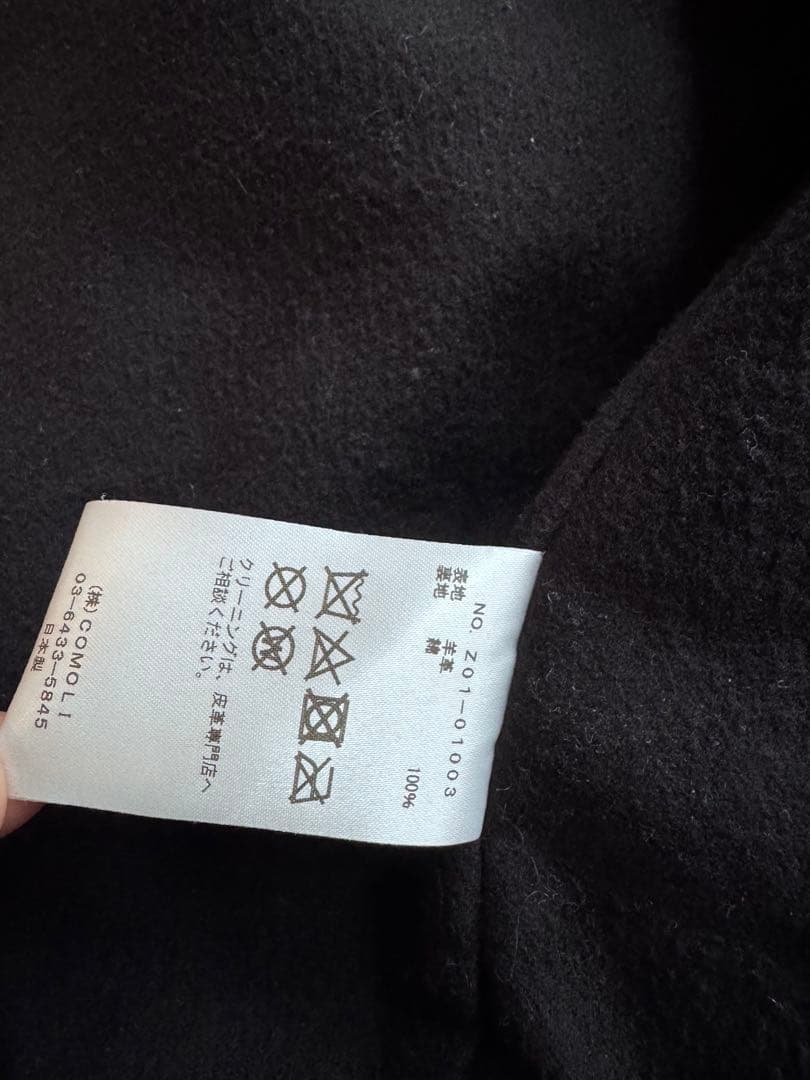 NO. Z01-01003
表地 羊革
裏地 綿 100%
クリーニングは、皮革専門店へ
ご相談ください。
(株)COMOLI
03-6433-5845
日本製